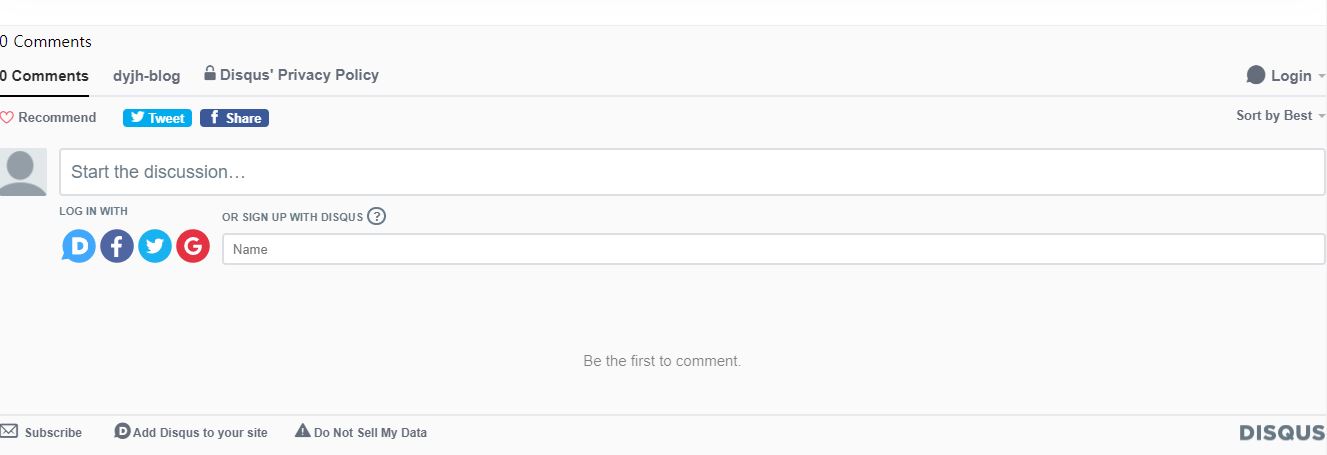 0 Comments
0 Comments dyjh-blog Disqus' Privacy Policy Login
Recommend Tweet f Share Sort by Best
Start the discussion…
LOG IN WITH
OR SIGN UP WITH DISQUS ?
D f G
Name
Be the first to comment.
Subscribe D Add Disqus to your site Do Not Sell My Data DISQUS